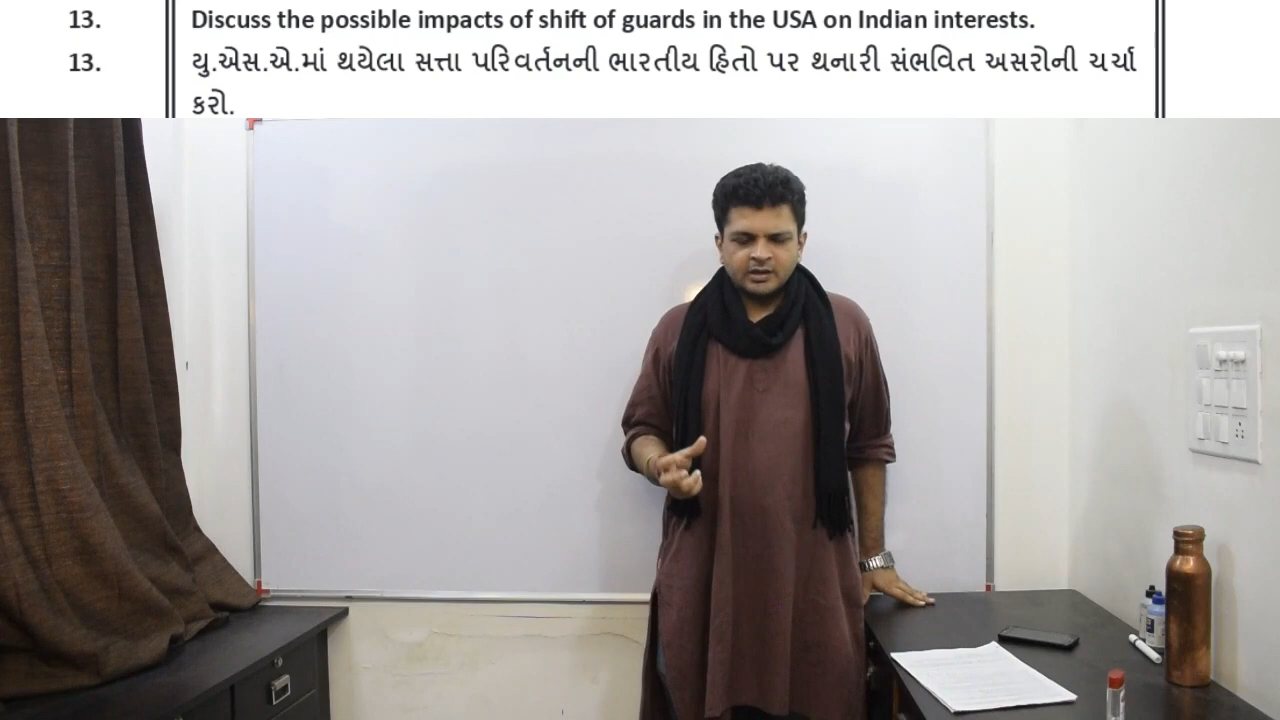 13. Discuss the possible impacts of shift of guards in the USA on Indian interests.
13. યુ.એસ.એ.માં થયેલા સત્તા પરિવર્તનની ભારતીય હિતો પર થનારી સંભવિત અસરોની ચર્ચા
કરો.